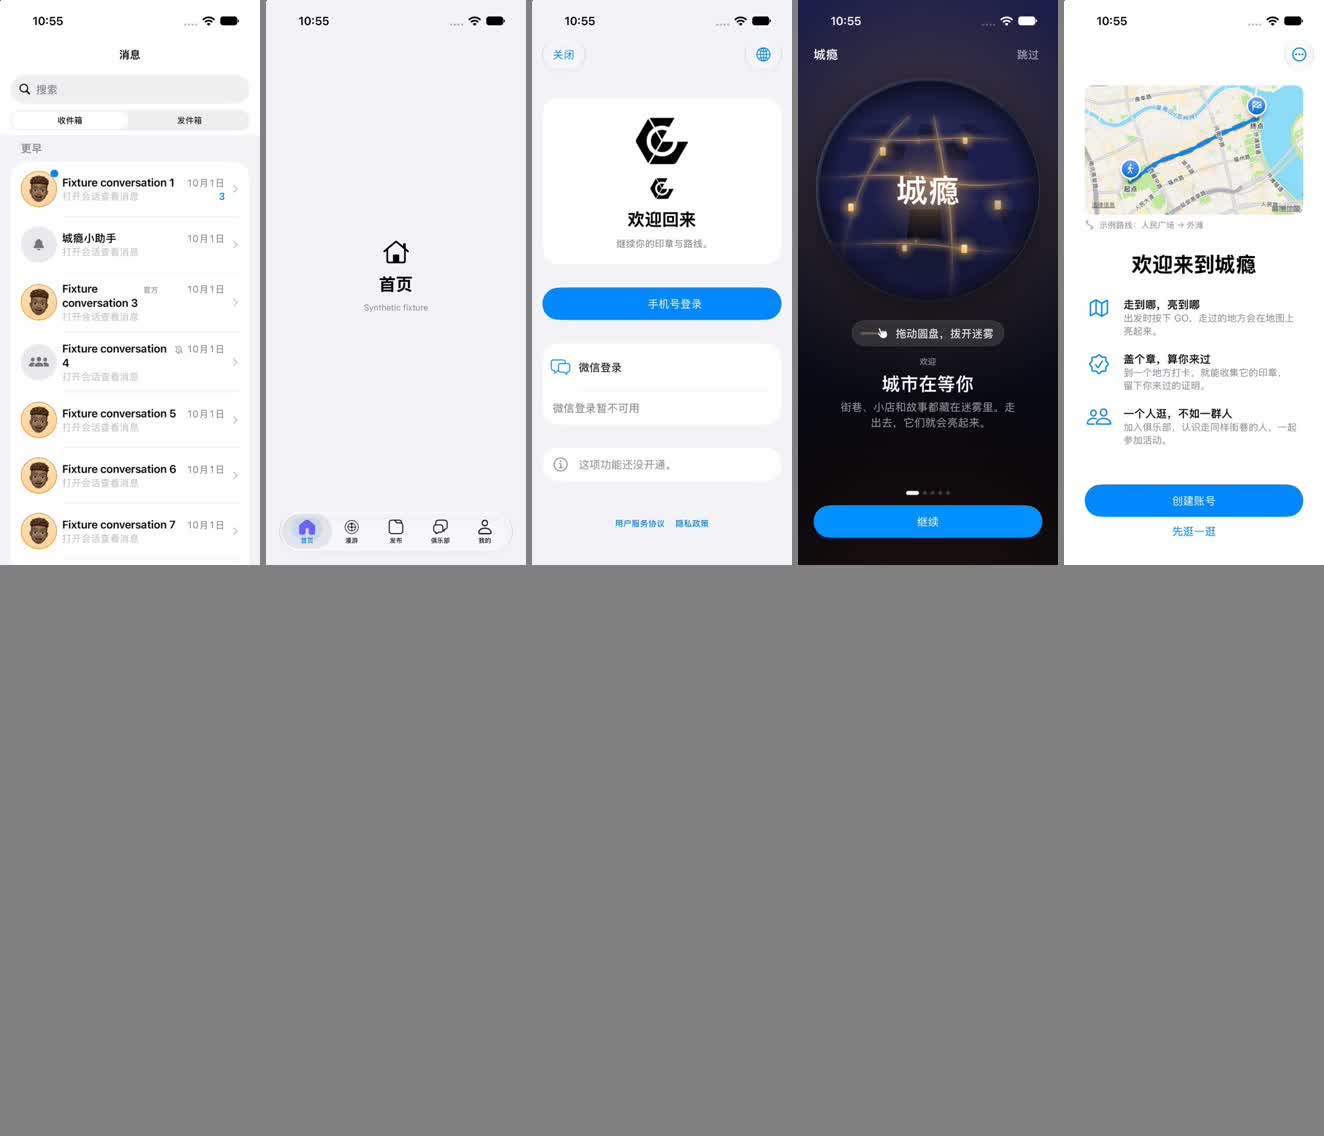 10:55
消息
搜索
收件箱
发件箱
更早
Fixture conversation 1
10月1日
打开会话查看消息
3
城瘾小助手
10月1日
打开会话查看消息
Fixture conversation 3
官方
10月1日
打开会话查看消息
Fixture conversation 4
10月1日
打开会话查看消息
Fixture conversation 5
10月1日
打开会话查看消息
Fixture conversation 6
10月1日
打开会话查看消息
Fixture conversation 7
10月1日
打开会话查看消息
10:55
首页
Synthetic fixture
首页
漫游
发布
俱乐部
我的
10:55
关闭
欢迎回来
继续你的印章与路线。
手机号登录
微信登录
微信登录暂不可用
这项功能还没开通。
用户服务协议
隐私政策
10:55
城瘾
跳过
城瘾
拖动圆盘，拨开迷雾
欢迎
城市在等你
街巷、小店和故事都藏在迷雾里。走
出去，它们就会亮起来。
继续
10:55
终点
起点
人民大道
示例路线：人民广场 → 外滩
欢迎来到城瘾
走到哪，亮到哪
出发时按下 GO，走过的地方会在地图上
亮起来。
盖个章，算你来过
到一个地方打卡，就能收集它的印章，
留下你来过的证明。
一个人逛，不如一群人
加入俱乐部，认识走同样街巷的人，一起
参加活动。
创建账号
先逛一逛